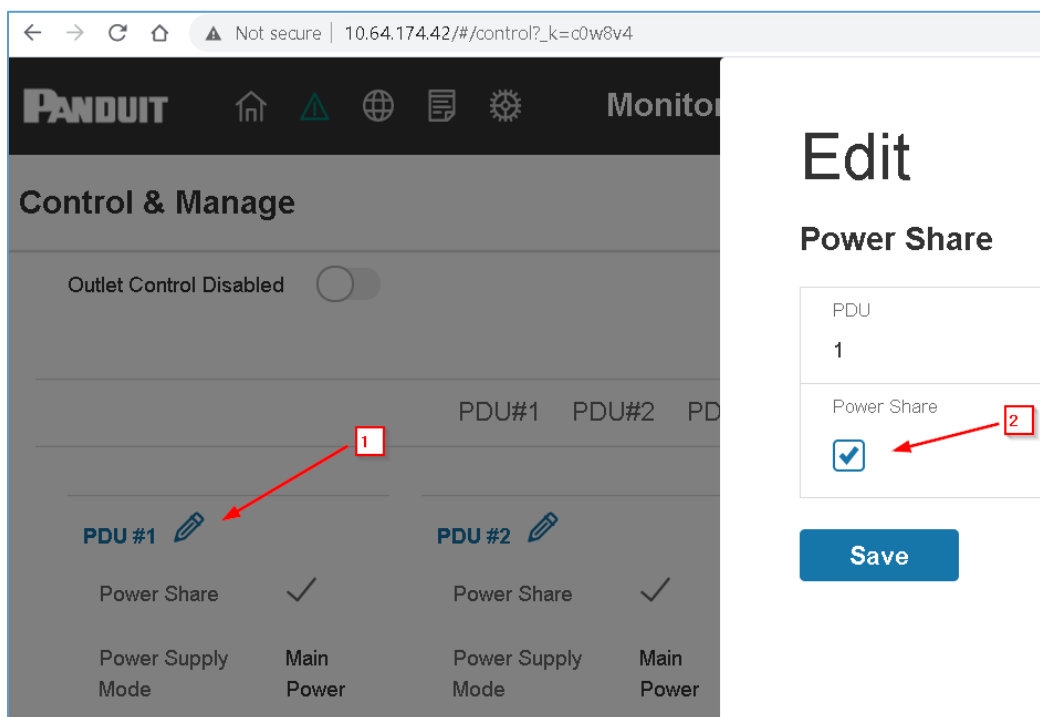 Not secure | 10.64.174.42/#/control?_k=c0w8v4
PANDUIT
Monitor
Edit
Control & Manage
Power Share
Outlet Control Disabled
PDU
1
PDU#1 PDU#2 PD
Power Share
1
2
PDU #1
PDU #2
Save
Power Share
Power Share
Power Supply Mode
Main Power
Power Supply Mode
Main Power